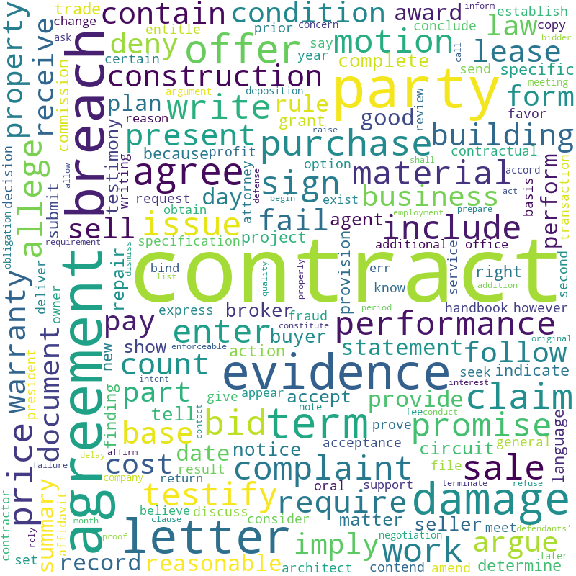 contract
party
agreement
breach
evidence
letter
term
damage
agree
offer
purchase
motion
performance
sale
claim
promise
complaint
testify
require
work
argue
imply
bid
base
cost
price
warranty
document
allege
property
receive
deny
contain
condition
award
law
lease
form
construction
write
present
rule
good
building
plan
sign
material
business
include
perform
sell
issue
fail
day
pay
enter
count
part
statement
follow
provide
date
record
reasonable
summary
trade
change
ask
commission
certain
entitle
prior
concern
say
year
conclude
establish
inform
copy
call
bidder
send
specific
meeting
complete
grant
argument
deposition
raise
review
favor
reason
because
profit
option
testimony
writing
allow
submit
decision
obligation
requirement
request
attorney
defense
obtain
begin
exist
shall
contractual
accord
act
basis
transaction
agent
employment
prepare
specification
project
provision
additional
office
second
deliver
owner
president
repair
dismiss
list
bind
quality
properly
err
know
service
right
addition
period
handbook
however
express
fraud
constitute
interest
original
new
broker
buyer
show
enforceable
action
finding
tell
intent
contact
give
appear
accept
seek
indicate
affirm
note
prove
fee
conduct
delay
company
result
notice
acceptance
circuit
general
language
affidavit
failure
return
oral
support
terminate
refuse
file
month
believe
discuss
consider
matter
seller
meet
defendants'
contractor
rely
set
proof
clause
architect
negotiation
contend
amend
determine
later